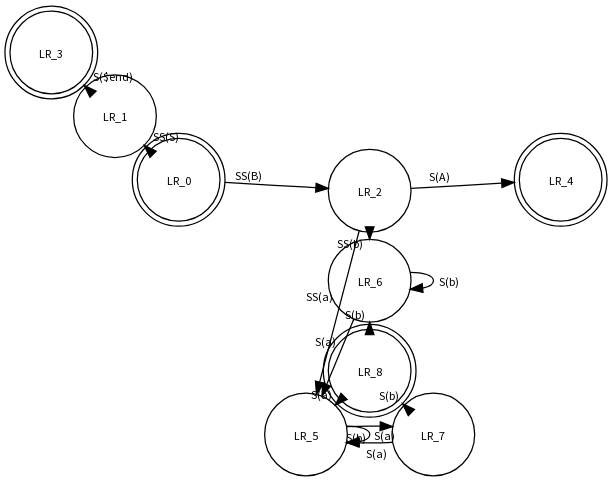 LR_3
S($end)
LR_1
SS(S)
LR_0
SS(B)
LR_2
S(A)
LR_4
SS(b)
LR_6
S(b)
SS(a)
S(b)
S(a)
LR_8
S(b)
LR_5
S(b)
S(a)
LR_7
S(a)